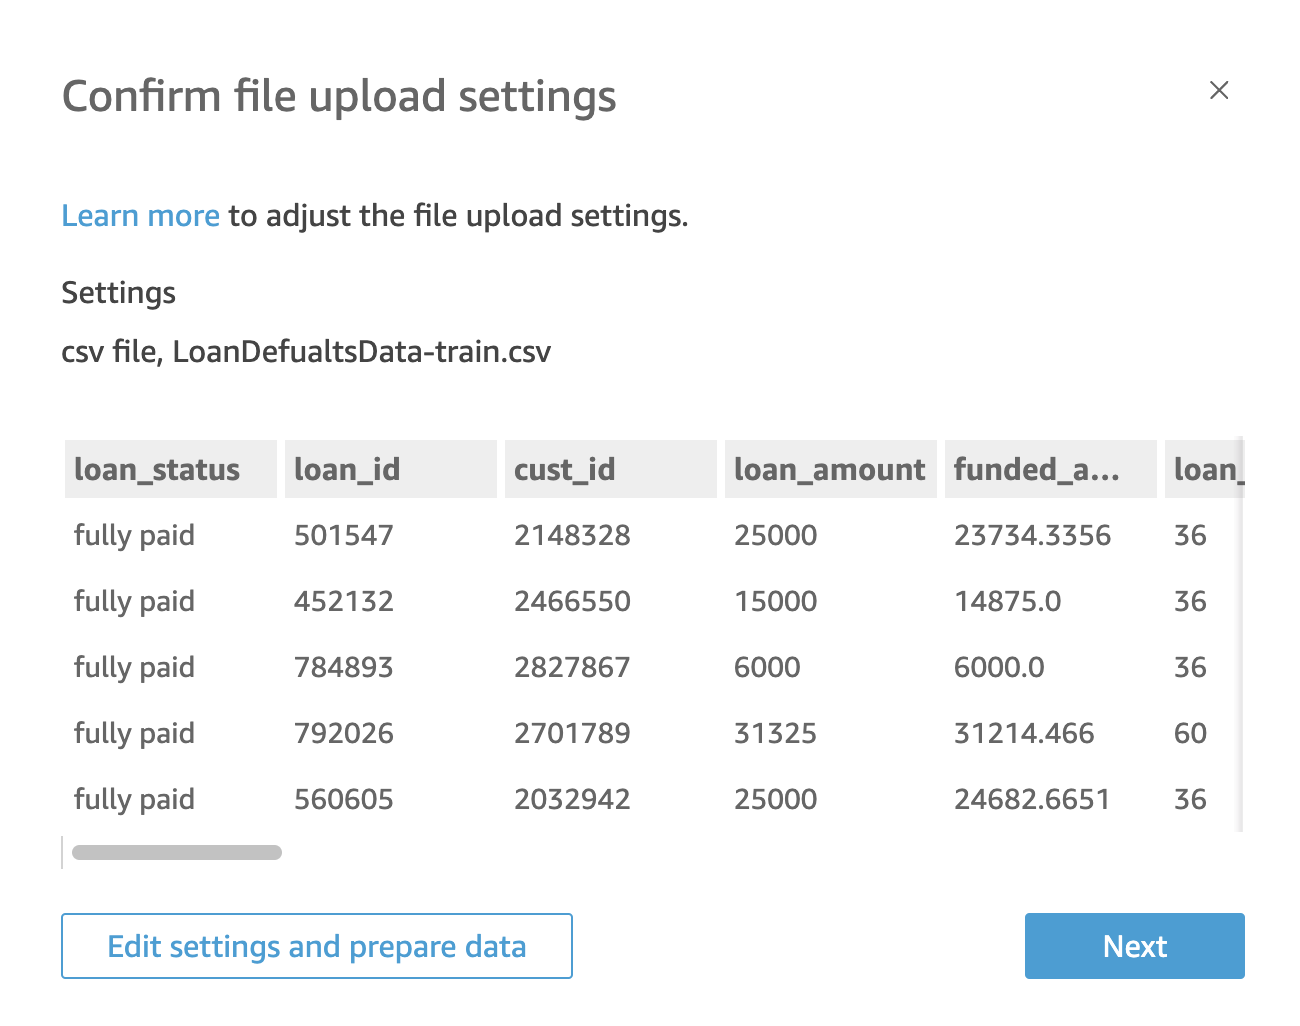 Confirm file upload settings
Learn more to adjust the file upload settings.
Settings
csv file, LoanDefualtsData-train.csv
loan_status loan_id cust_id loan_amount funded_a... loan_
fully paid 501547 2148328 25000 23734.3356 36
fully paid 452132 2466550 15000 14875.0 36
fully paid 784893 2827867 6000 6000.0 36
fully paid 792026 2701789 31325 31214.466 60
fully paid 560605 2032942 25000 24682.6651 36
Edit settings and prepare data Next